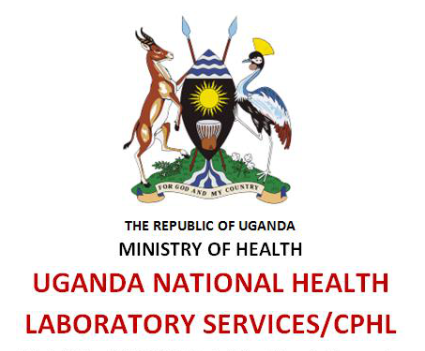 FOR GOD AND MY COUNTRY
THE REPUBLIC OF UGANDA
MINISTRY OF HEALTH
UGANDA NATIONAL HEALTH
LABORATORY SERVICES/CPHL